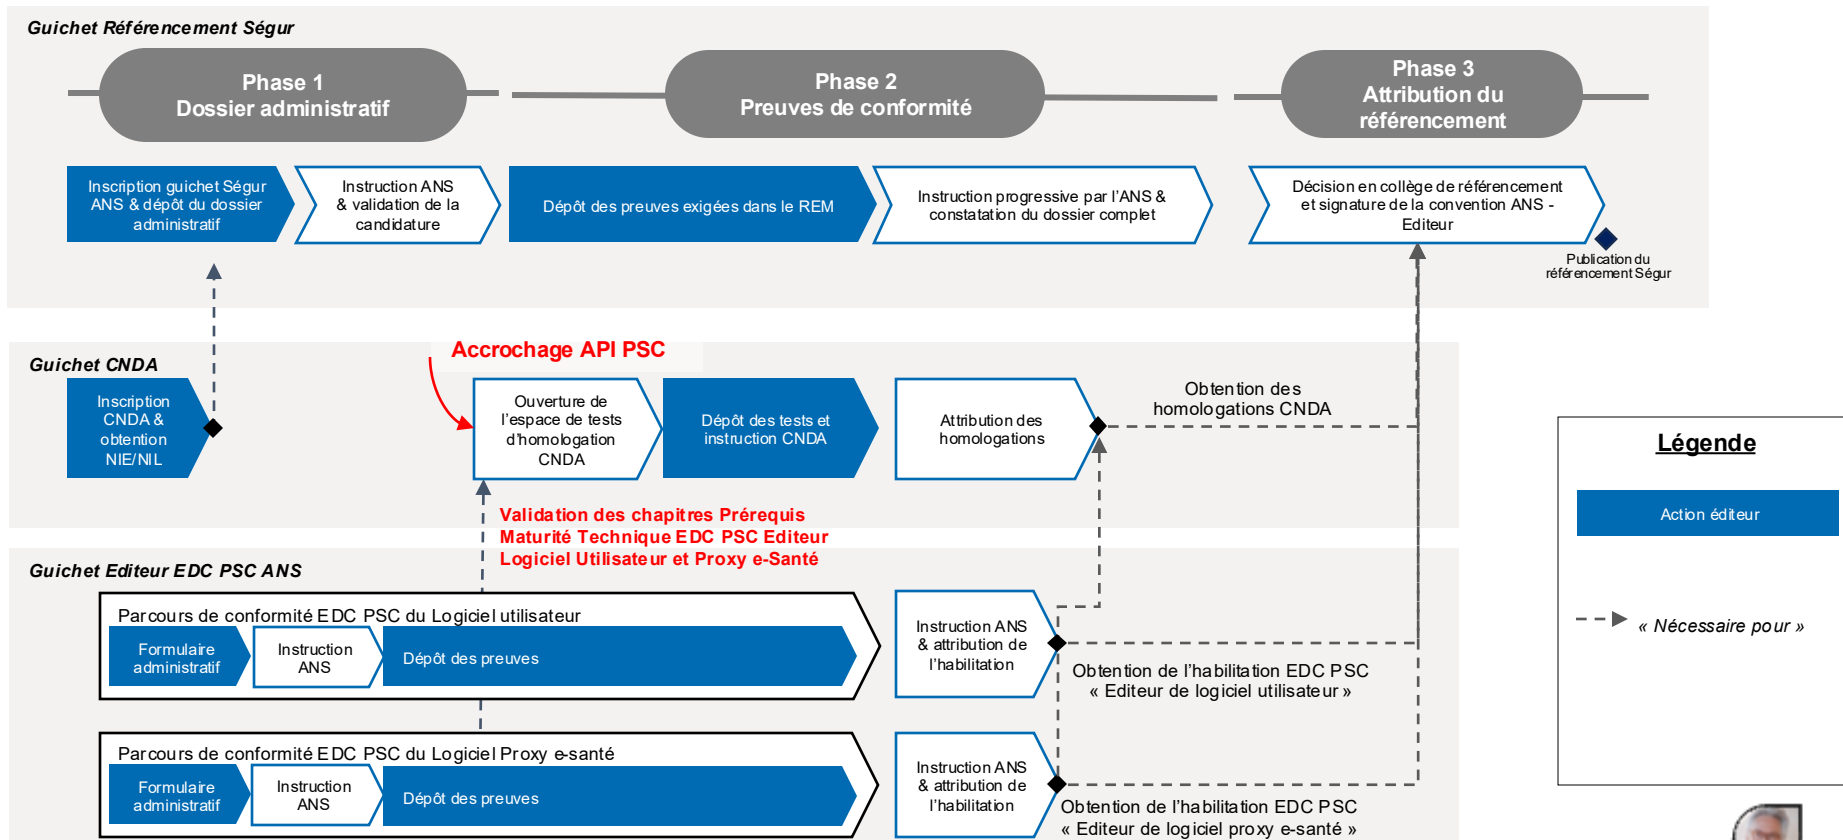 Guichet Référencement Ségur
Phase 1
Dossier administratif
Phase 2
Preuves de conformité
Phase 3
Attribution du
référencement
Inscription guichet Ségur
ANS & dépôt du dossier
administratif
Instruction ANS
& validation de la
candidature
Dépôt des preuves exigées dans le REM
Instruction progressive par l'ANS &
constatation du dossier complet
Décision en collège de référencement
et signature de la convention ANS -
Editeur
Publication du
référencement Ségur
Guichet CNDA
Accrochage API PSC
Inscription
CNDA &
obtention
NIE/NIL
Ouverture de
l'espace de tests
d'homologation
CNDA
Dépôt des tests et
instruction CNDA
Attribution des
homologations
Obtention des
homologations CNDA
Validation des chapitres Prérequis
Maturité Technique EDC PSC Editeur
Logiciel Utilisateur et Proxy e-Santé
Guichet Editeur EDC PSC ANS
Parcours de conformité EDC PSC du Logiciel utilisateur
Formulaire
administratif
Instruction
ANS
Dépôt des preuves
Instruction ANS
& attribution de
l'habilitation
Obtention de l'habilitation EDC PSC
« Editeur de logiciel utilisateur »
Parcours de conformité EDC PSC du Logiciel Proxy e-santé
Formulaire
administratif
Instruction
ANS
Dépôt des preuves
Instruction ANS
& attribution de
l'habilitation
Obtention de l'habilitation EDC PSC
« Editeur de logiciel proxy e-santé »
Légende
Action éditeur
« Nécessaire pour »